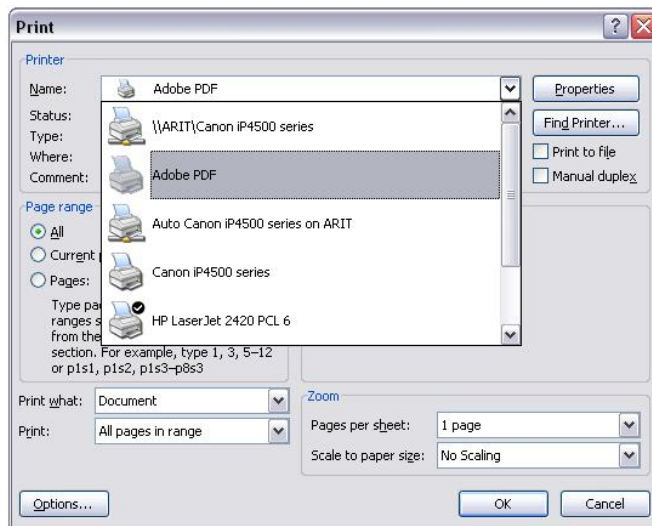 Print
Printer
Name:
Adobe PDF
Properties
Status:
\\ARIT\Canon iP4500 series
Find Printer...
Type:
Where:
Adobe PDF
Print to file
Comment:
Manual duplex
Page range
All
Auto Canon iP4500 series on ARIT
Current
Canon iP4500 series
Pages:
Type
ranges
HP LaserJet 2420 PCL 6
from the
section. For example, type 1, 3, 5–12
or p1s1, p1s2, p1s3–p8s3
Print what:
Document
Zoom
Print:
All pages in range
Pages per sheet:
1 page
Scale to paper size:
No Scaling
Options...
OK
Cancel